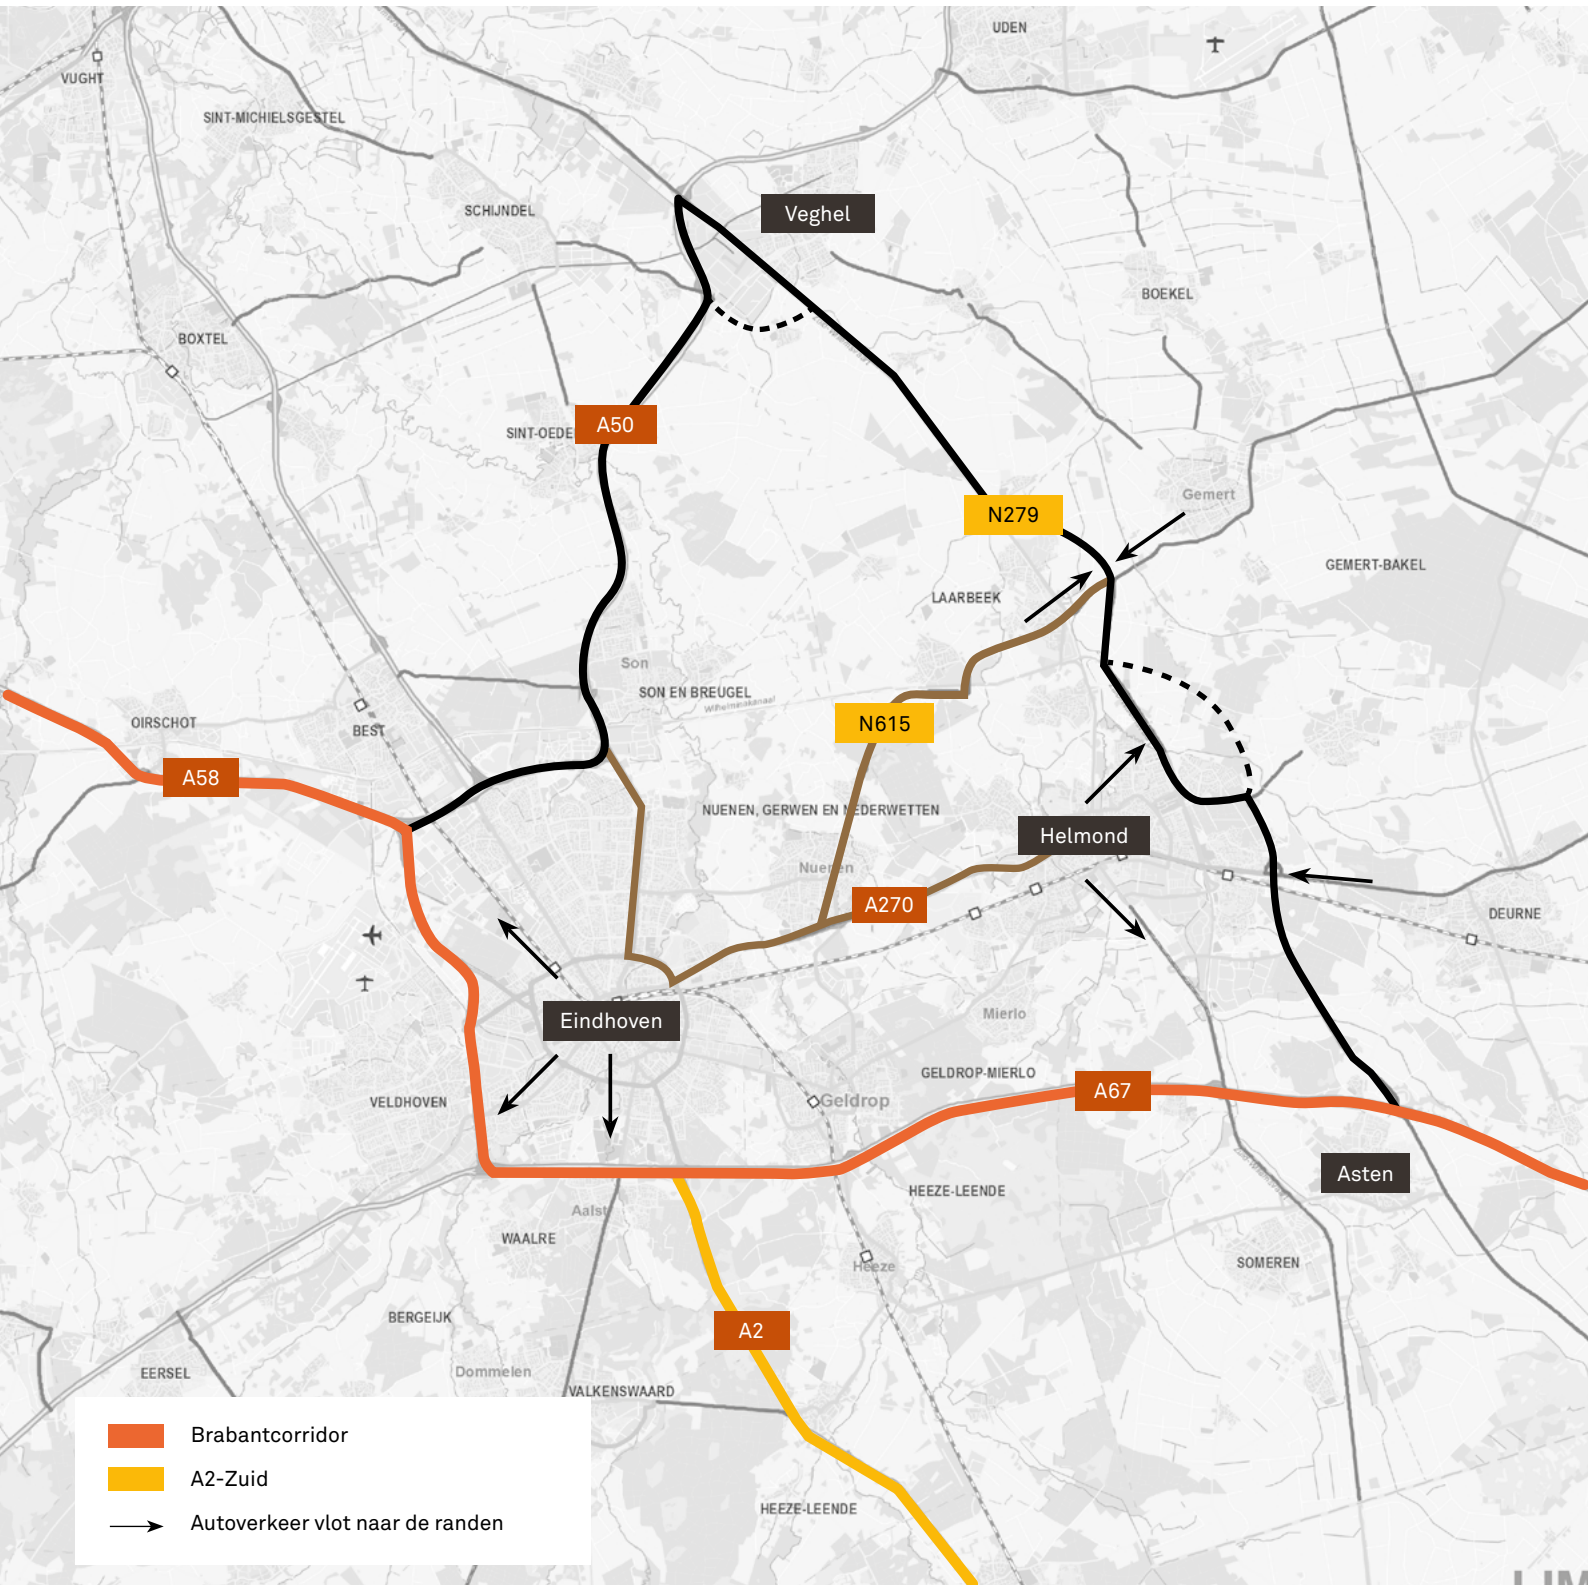 UDEN
VUGHT
SINT-MICHIELSGESTEL
SCHIJNDEL
Veghel
BOEKEL
BOXTEL
A50
SINT-OEDE
Gemert
N279
GEMERT-BAKEL
LAARBEEK
Son
SON EN BREUGEL
Wilhelminakanaal
OIRSCHOT
BEST
N615
A58
NUENEN, GERWEN EN NEDERWETTEN
Helmond
Nuenen
A270
DEURNE
Eindhoven
Mierlo
GELDROP-MIERLO
A67
VELDHOVEN
Geldrop
Asten
HEEZE-LEENDE
Aalst
WAALRE
Heeze
SOMEREN
BERGEIJK
A2
EERSEL
Dommelen
VALKENSWAARD
Brabantcorridor
A2-Zuid
HEEZE-LEENDE
Autoverkeer vlot naar de randen
LIM